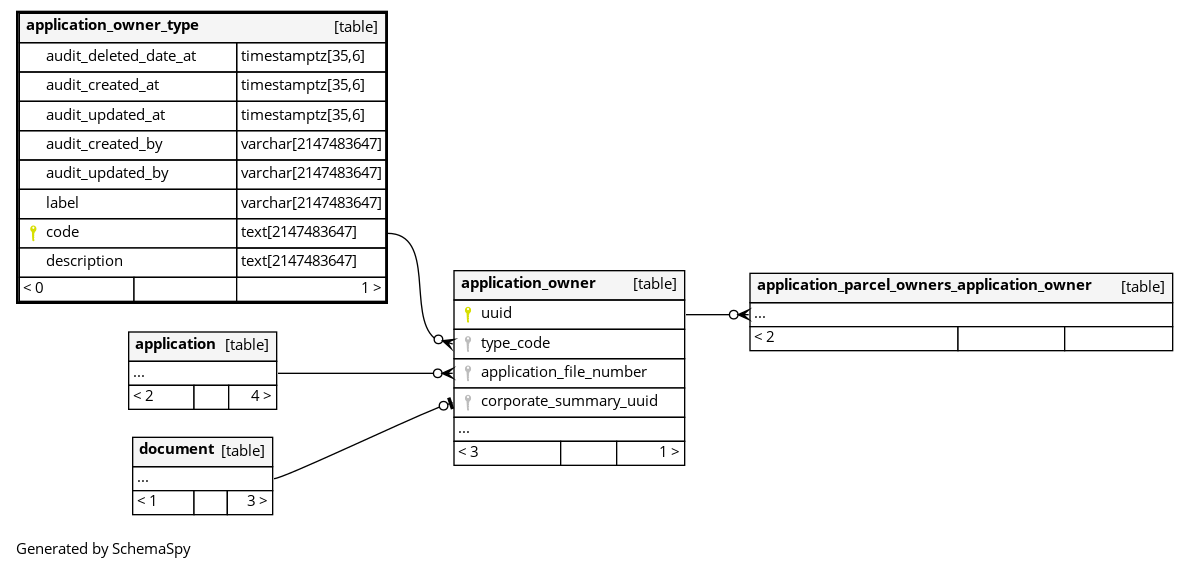 application_owner_type [table]
audit_deleted_date_at timestamptz[35,6]
audit_created_at timestamptz[35,6]
audit_updated_at timestamptz[35,6]
audit_created_by varchar[2147483647]
audit_updated_by varchar[2147483647]
label varchar[2147483647]
code text[2147483647]
description text[2147483647]
< 0 1 >
application [table]
...
< 2 4 >
document [table]
...
< 1 3 >
application_owner [table]
uuid
type_code
application_file_number
corporate_summary_uuid
...
< 3 1 >
application_parcel_owners_application_owner [table]
...
< 2
Generated by SchemaSpy